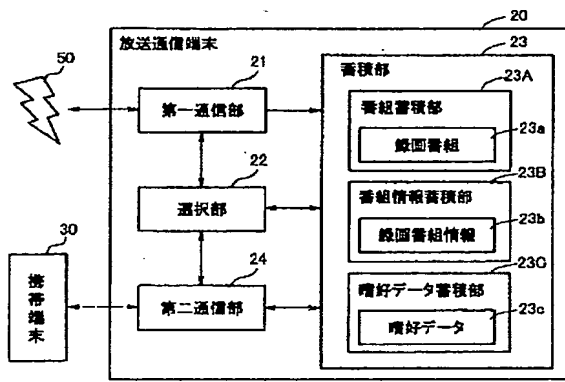 20
放送通信端末
23
蓄積部
50
21
第一通信部
23A
番組蓄積部
23a
録画番組
22
選択部
23B
番組情報蓄積部
23b
録画番組情報
30
携帯端末
24
第二通信部
23C
嗜好データ蓄積部
23c
嗜好データ